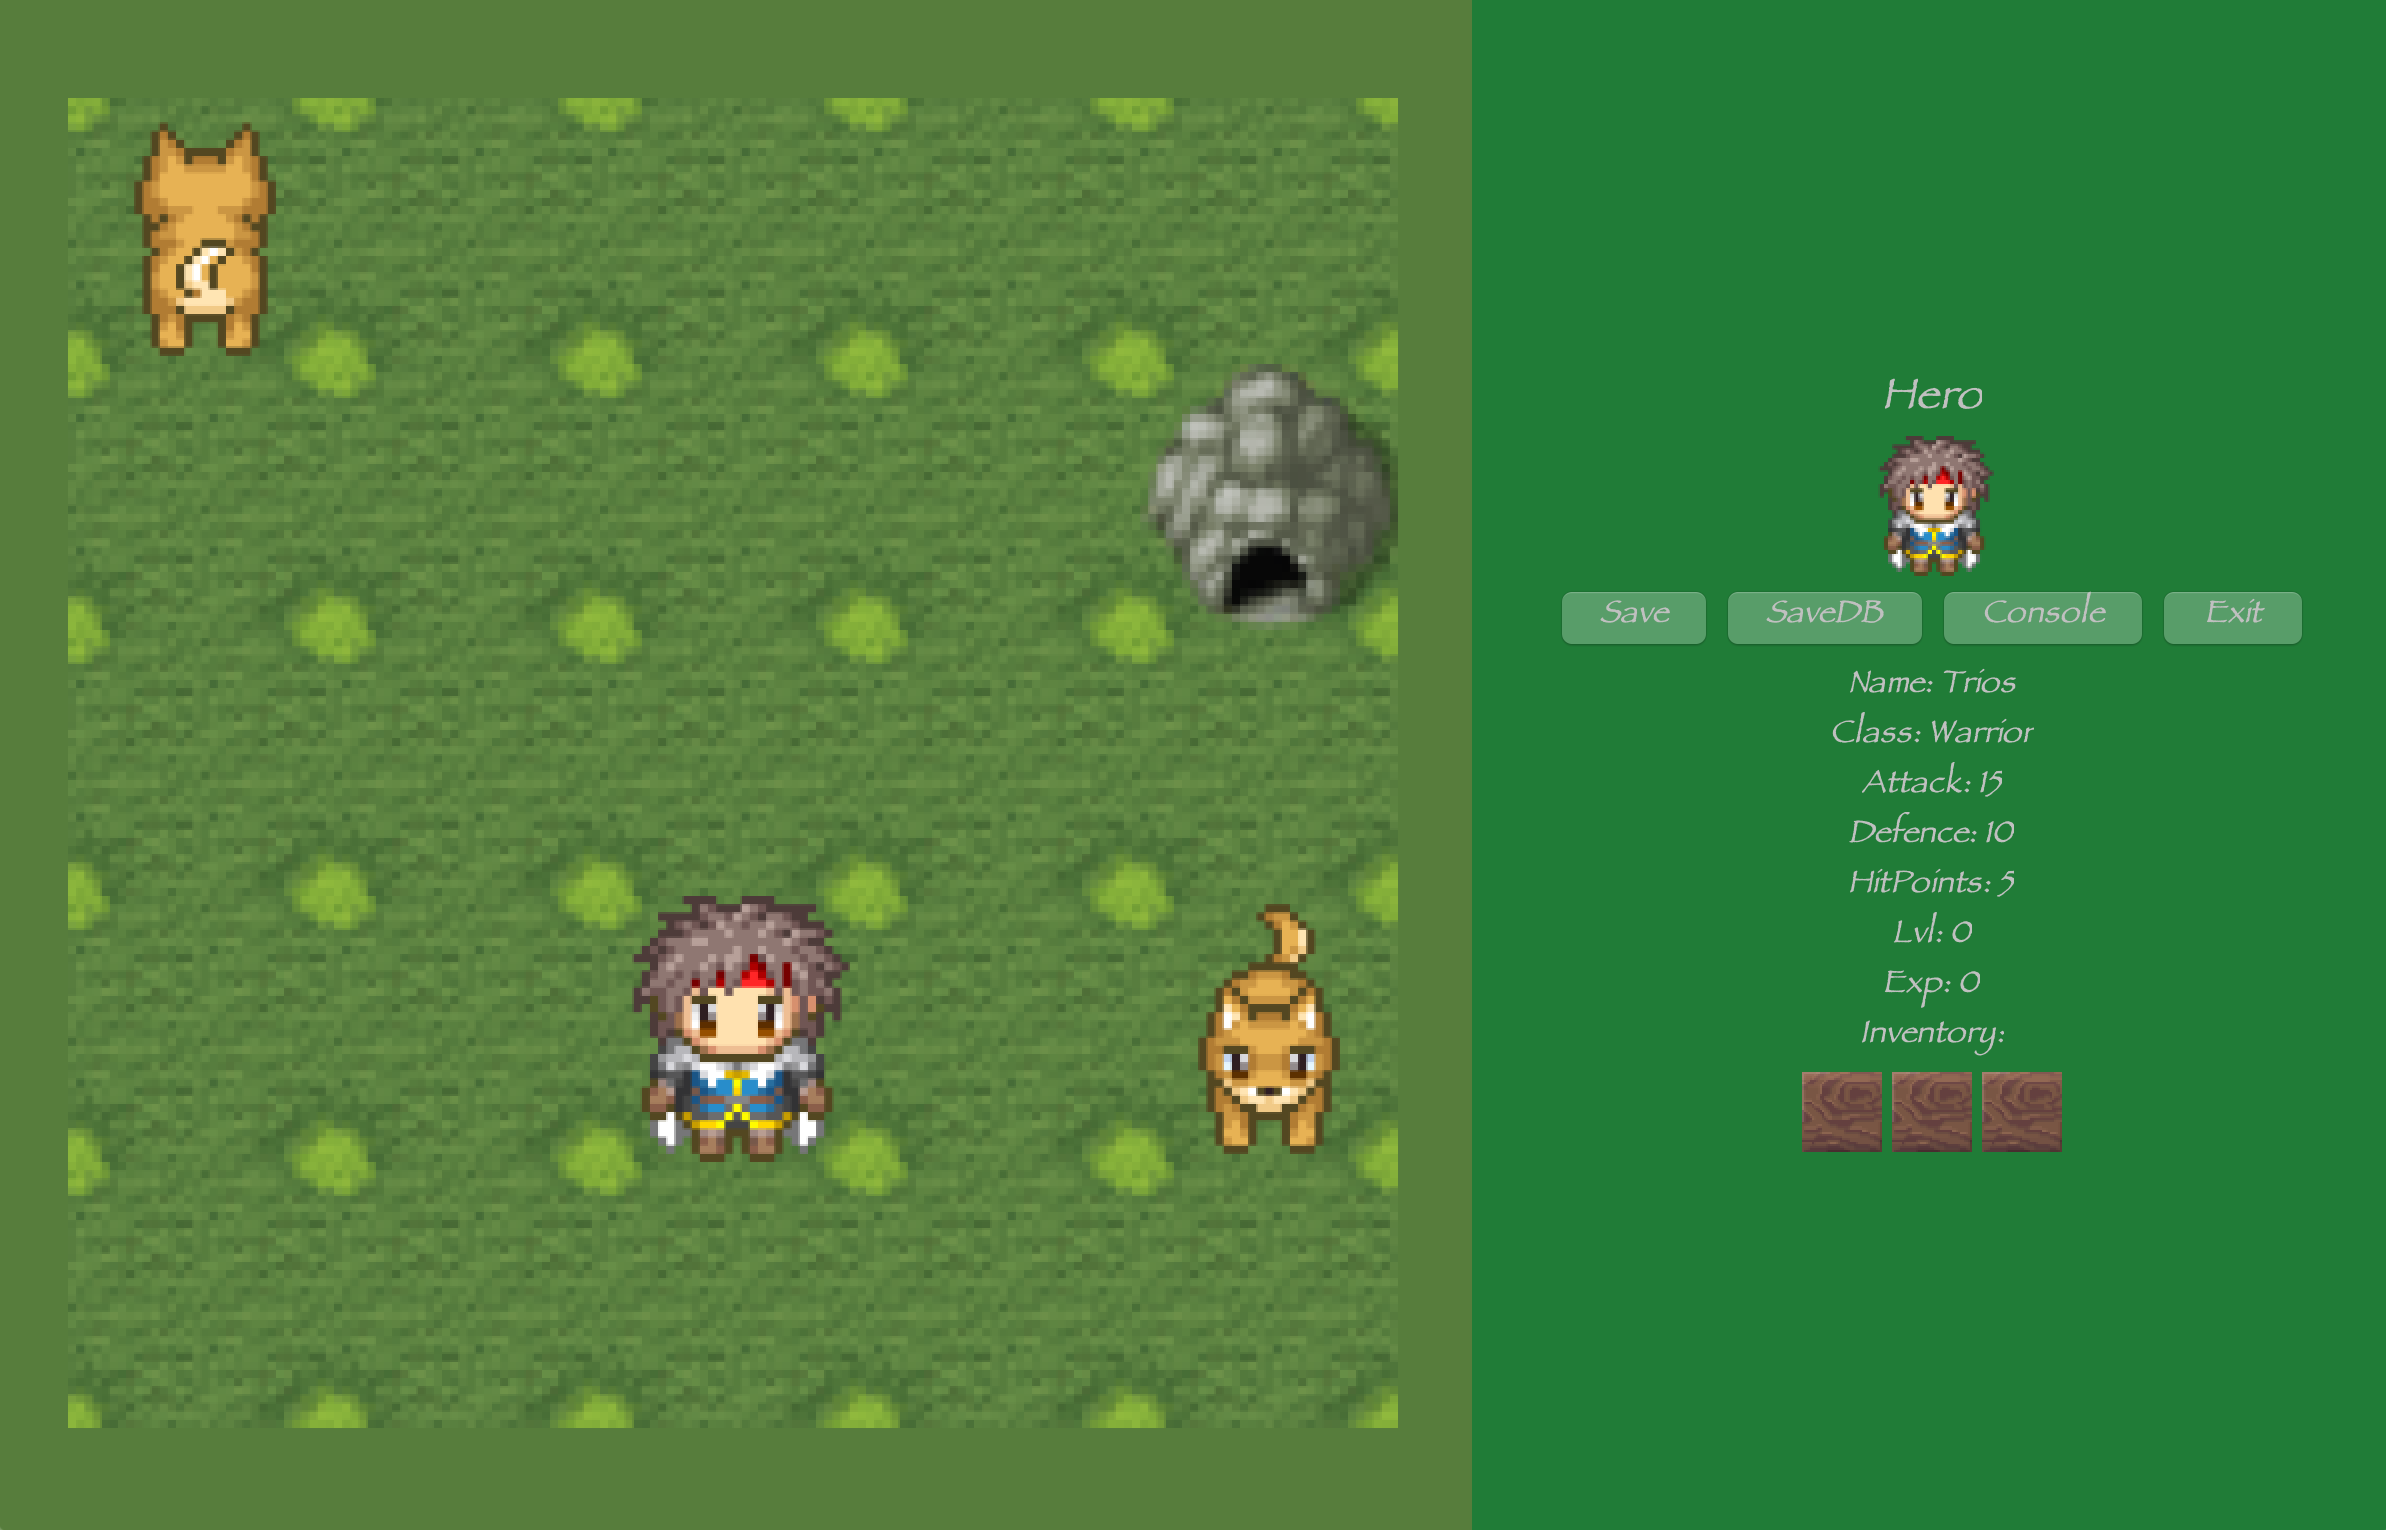 Hero
Save SaveDB Console Exit
Name: Trios
Class: Warrior
Attack: 15
Defence: 10
HitPoints: 5
Lvl: 0
Exp: 0
Inventory: